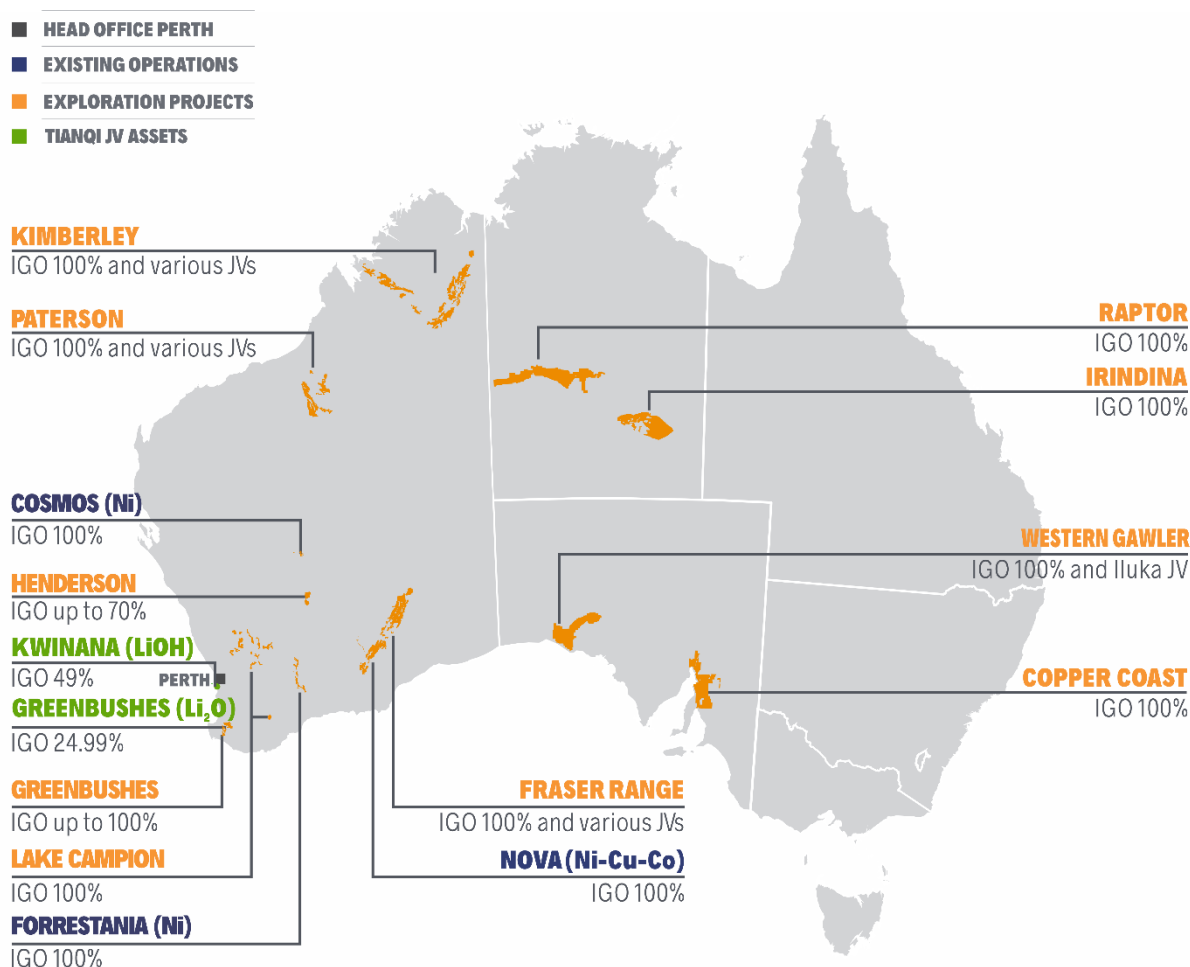 HEAD OFFICE PERTH
EXISTING OPERATIONS
EXPLORATION PROJECTS
TIANQI JV ASSETS
KIMBERLEY
IGO 100% and various JVs
PATERSON
IGO 100% and various JVs
COSMOS (Ni)
IGO 100%
HENDERSON
IGO up to 70%
KWINANA (LiOH)
IGO 49%
PERTH
GREENBUSHES (Li₂O)
IGO 24.99%
GREENBUSHES
IGO up to 100%
LAKE CAMPION
IGO 100%
FORRESTANIA (Ni)
IGO 100%
FRASER RANGE
IGO 100% and various JVs
NOVA (Ni-Cu-Co)
IGO 100%
RAPTOR
IGO 100%
IRINDINA
IGO 100%
WESTERN GAWLER
IGO 100% and Iluka JV
COPPER COAST
IGO 100%